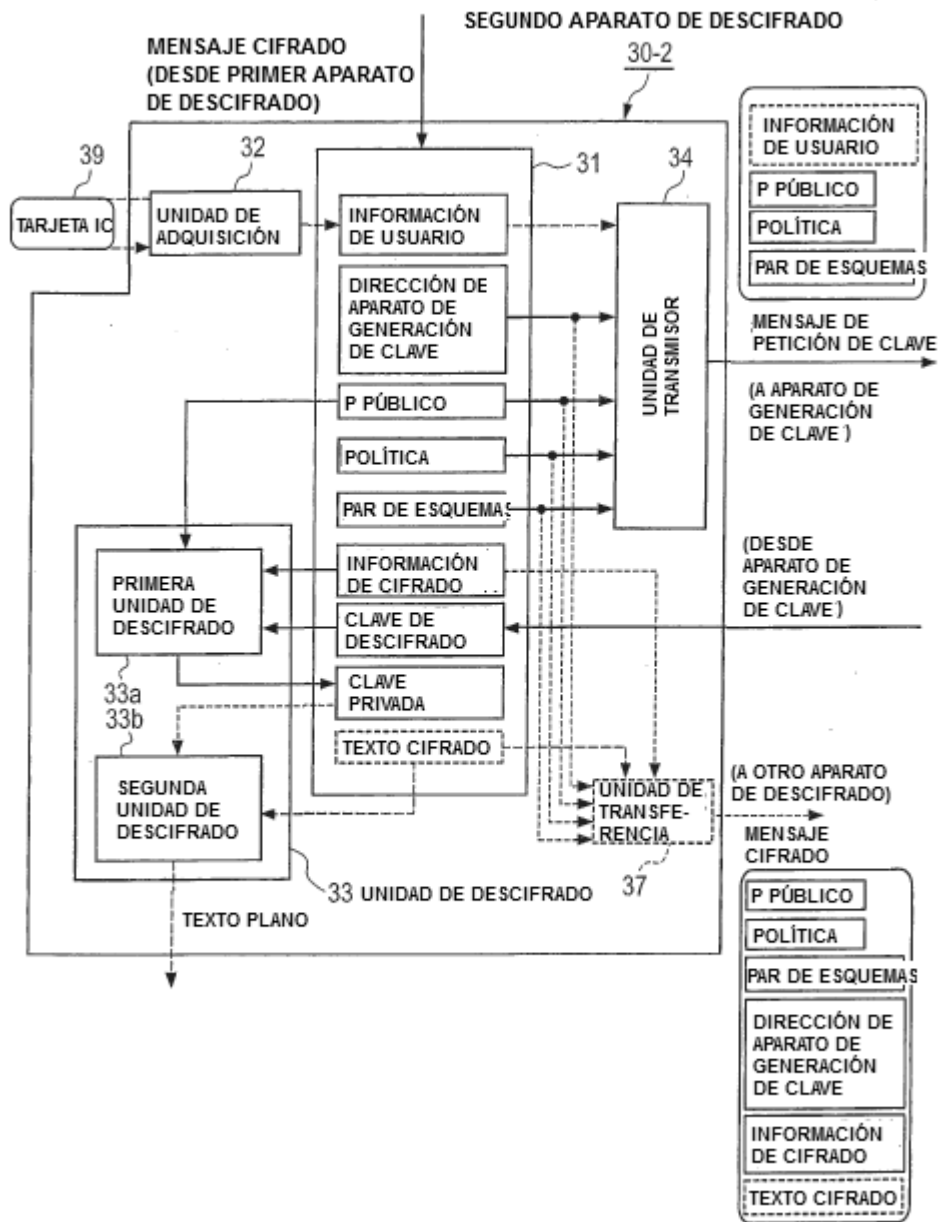 SEGUNDO APARATO DE DESCIFRADO
MENSAJE CIFRADO
(DESDE PRIMER APARATO
DE DESCIFRADO)
30-2
39
TARJETA IC
32
UNIDAD DE
ADQUISICIÓN
31
INFORMACIÓN
DE USUARIO
DIRECCIÓN DE
APARATO DE
GENERACIÓN
DE CLAVE
P PÚBLICO
POLÍTICA
PAR DE ESQUEMAS
INFORMACIÓN
DE CIFRADO
CLAVE DE
DESCIFRADO
CLAVE
PRIVADA
TEXTO CIFRADO
34
UNIDAD DE
TRANSMISOR
INFORMACIÓN
DE USUARIO
P PÚBLICO
POLÍTICA
PAR DE ESQUEMAS
MENSAJE DE
PETICIÓN DE CLAVE
(A APARATO DE
GENERACIÓN
DE CLAVE)
(DESDE
APARATO DE
GENERACIÓN
DE CLAVE)
PRIMERA
UNIDAD DE
DESCIFRADO
33a
33b
SEGUNDA
UNIDAD DE
DESCIFRADO
33 UNIDAD DE DESCIFRADO
TEXTO PLANO
UNIDAD DE
TRANSFE-
RENCIA
37
(A OTRO APARATO
DE DESCIFRADO)
MENSAJE
CIFRADO
P PÚBLICO
POLÍTICA
PAR DE ESQUEMAS
DIRECCIÓN DE
APARATO DE
GENERACIÓN
DE CLAVE
INFORMACIÓN
DE CIFRADO
TEXTO CIFRADO